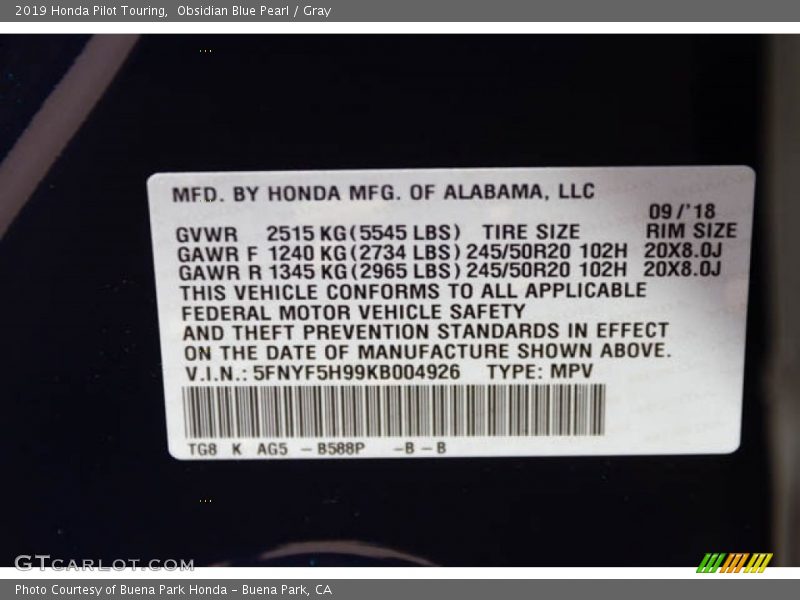 2019 Honda Pilot Touring,  Obsidian Blue Pearl / Gray
MFD. BY HONDA MFG. OF ALABAMA, LLC
09/'18
GVWR 2515 KG(5545 LBS) TIRE SIZE RIM SIZE
GAWR F 1240 KG(2734 LBS) 245/50R20 102H 20X8.0J
GAWR R 1345 KG(2965 LBS) 245/50R20 102H 20X8.0J
THIS VEHICLE CONFORMS TO ALL APPLICABLE
FEDERAL MOTOR VEHICLE SAFETY
AND THEFT PREVENTION STANDARDS IN EFFECT
ON THE DATE OF MANUFACTURE SHOWN ABOVE.
V.I.N.: 5FNYF5H99KB004926 TYPE: MPV
TG8 K AG5 – B588P –B – B
GTCARLOT.COM
Photo Courtesy of Buena Park Honda - Buena Park, CA